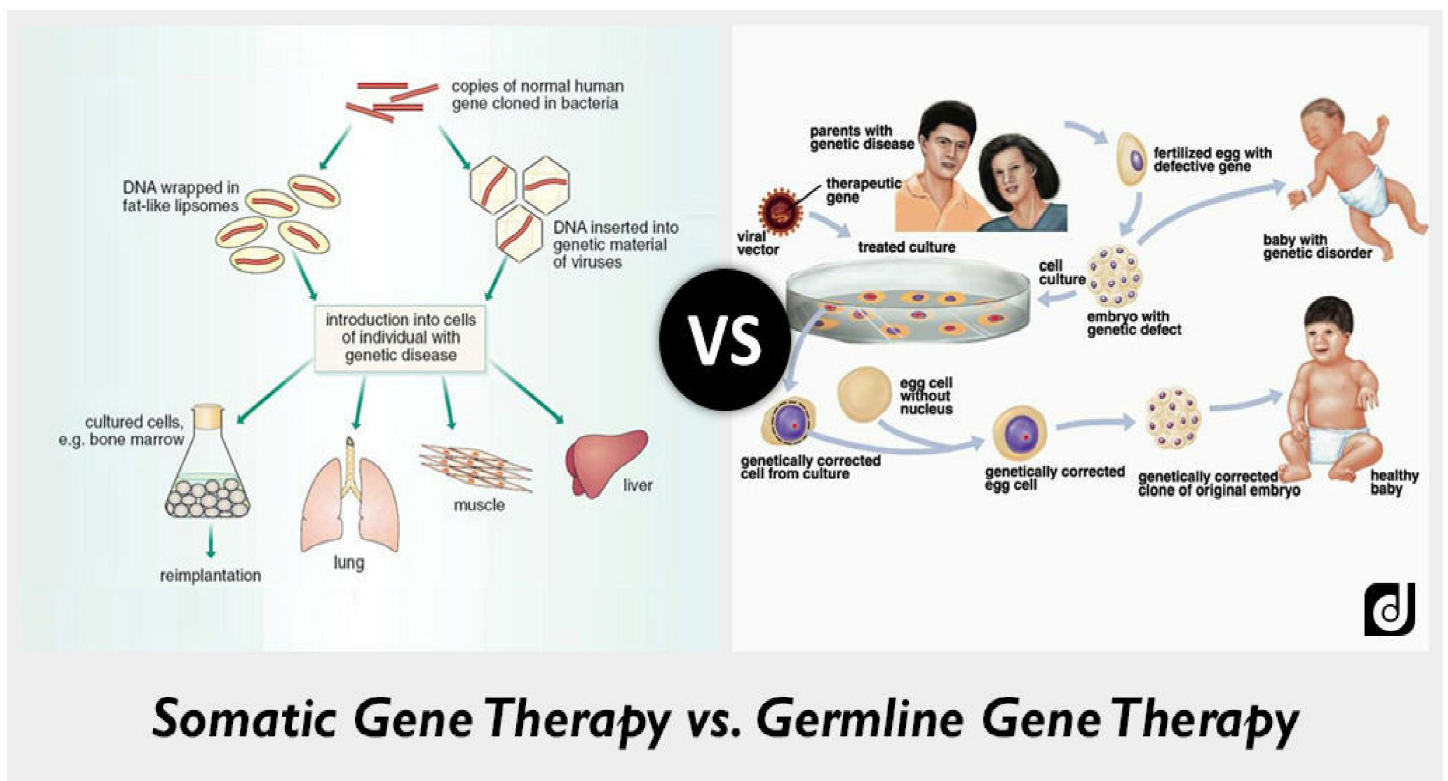 copies of normal human
gene cloned in bacteria
DNA wrapped in
fat-like lipsomes
DNA inserted into
genetic material
of viruses
introduction into cells
of individual with
genetic disease
cultured cells,
e.g. bone marrow
reimplantation
lung
muscle
liver
VS
parents with
genetic disease
therapeutic
gene
viral
vector
treated culture
fertilized egg with
defective gene
baby with
genetic disorder
cell
culture
embryo with
genetic defect
egg cell
without
nucleus
genetically corrected
cell from culture
genetically corrected
egg cell
genetically corrected
clone of original embryo
healthy
baby
d
Somatic Gene Therapy vs. Germline Gene Therapy